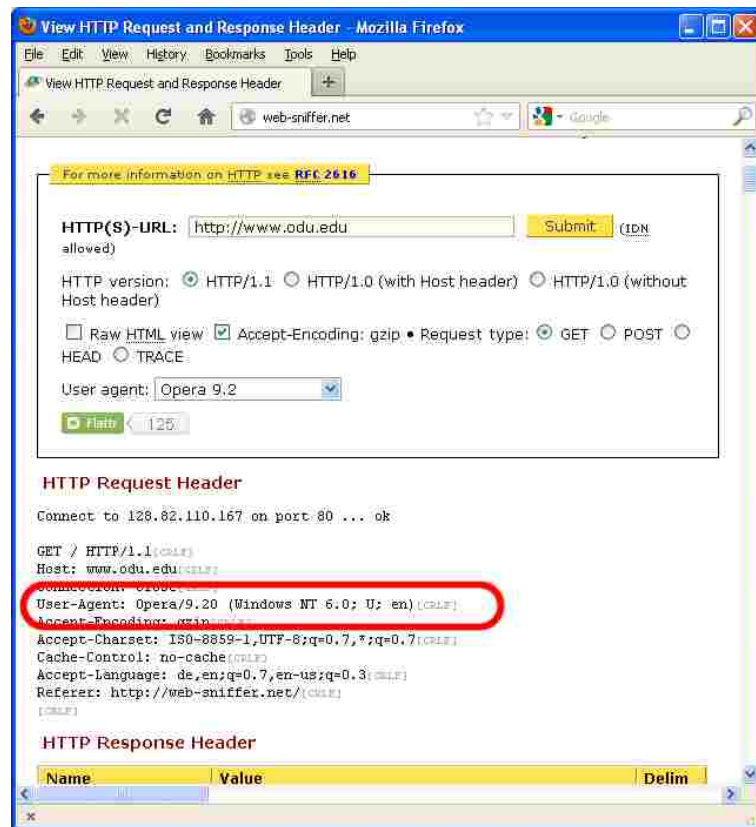 View HTTP Request and Response Header - Mozilla Firefox
File Edit View History Bookmarks Tools Help
View HTTP Request and Response Header +
web-sniffer.net Google
For more information on HTTP see RFC 2616
HTTP(S)-URL: http://www.odu.edu Submit (IDN
allowed)
HTTP version: HTTP/1.1 HTTP/1.0 (with Host header) HTTP/1.0 (without
Host header)
Raw HTML view Accept-Encoding: gzip • Request type: GET POST
HEAD TRACE
User agent: Opera 9.2
Flattr 125
HTTP Request Header
Connect to 128.82.110.167 on port 80 ... ok
GET / HTTP/1.1[CRLF]
Host: www.odu.edu[CRLF]
Connection: close[CRLF]
User-Agent: Opera/9.20 (Windows NT 6.0; U; en)[CRLF]
Accept-Encoding: gzip[CRLF]
Accept-Charset: ISO-8859-1,UTF-8;q=0.7,*;q=0.7[CRLF]
Cache-Control: no-cache[CRLF]
Accept-Language: de,en;q=0.7,en-us;q=0.3[CRLF]
Referer: http://web-sniffer.net/[CRLF]
[CRLF]
HTTP Response Header
Name Value Delim